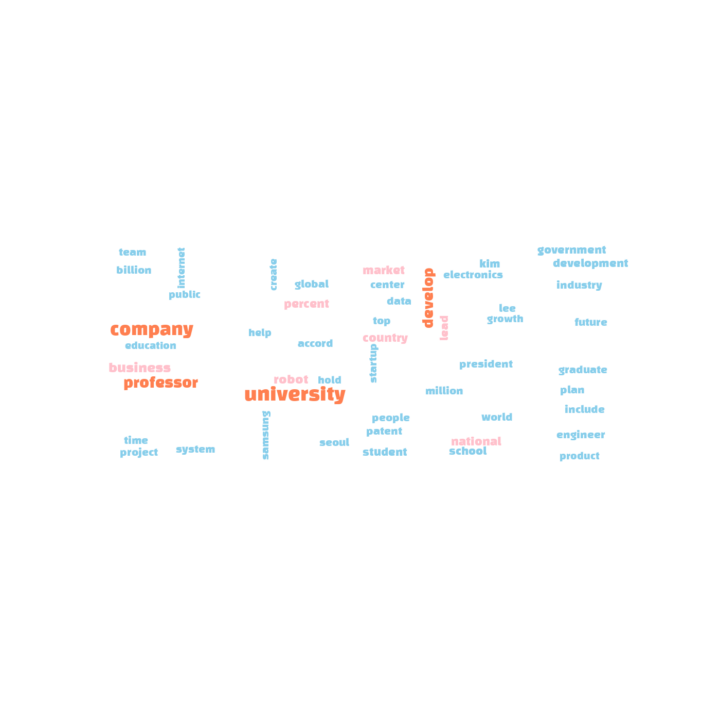 team
billion
internet
public
create
global
percent
market
center
data
top
country
startup
develop
lead
kim
electronics
lee
growth
government
development
industry
future
company
education
business
professor
help
accord
robot
hold
university
president
million
graduate
plan
include
people
patent
student
world
national
school
engineer
product
time
project
system
samsung
seoul